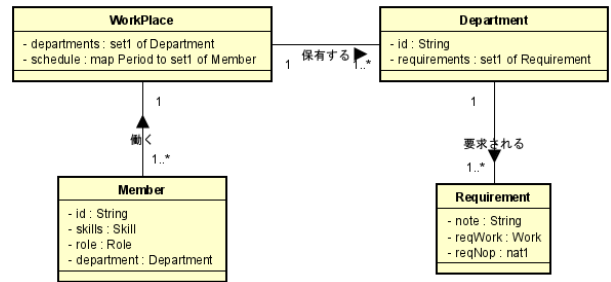 WorkPlace
- departments : set1 of Department
- schedule : map Period to set1 of Member
保有する
1
1..*
Department
- id : String
- requirements : set1 of Requirement
1
働く
1..*
1
要求される
1..*
Member
- id : String
- skills : Skill
- role : Role
- department : Department
Requirement
- note : String
- reqWork : Work
- reqNop : nat1